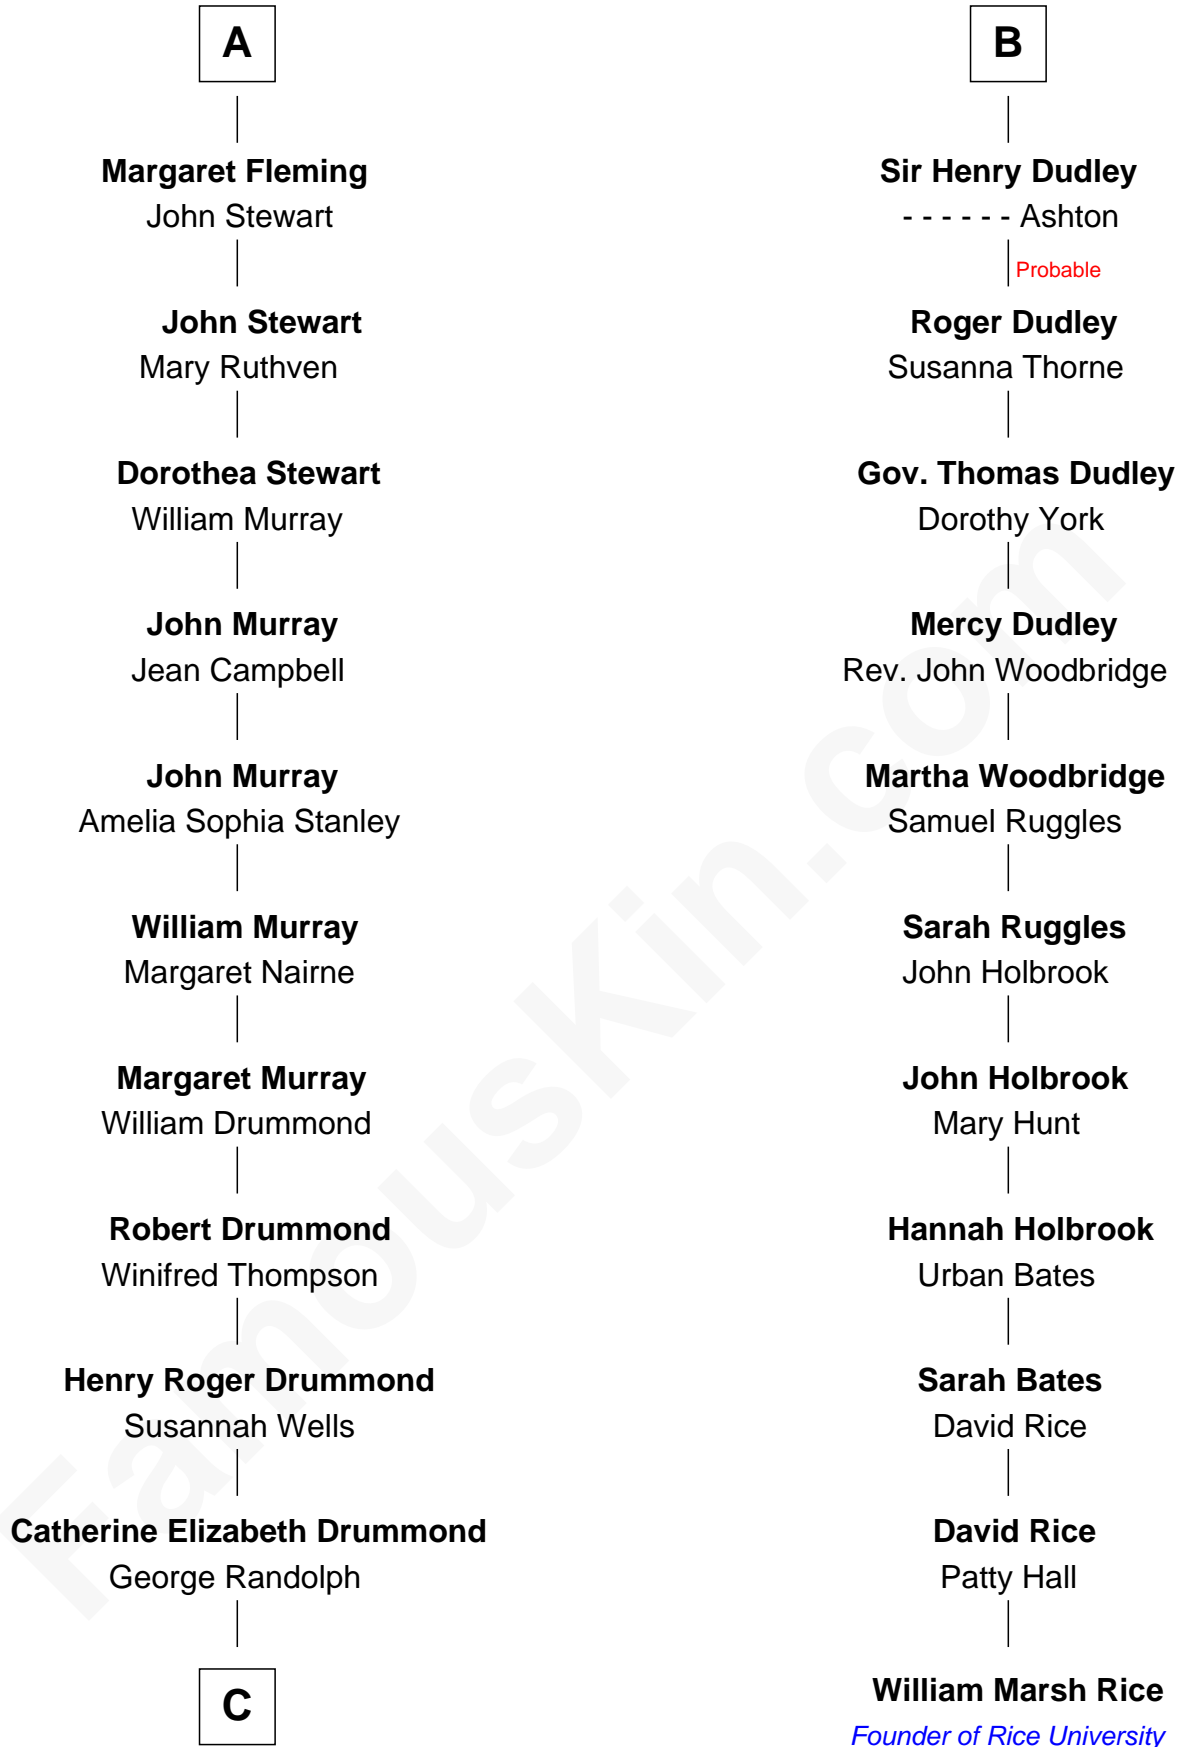 A
Margaret Fleming
John Stewart
John Stewart
Mary Ruthven
Dorothea Stewart
William Murray
John Murray
Jean Campbell
John Murray
Amelia Sophia Stanley
William Murray
Margaret Nairne
Margaret Murray
William Drummond
Robert Drummond
Winifred Thompson
Henry Roger Drummond
Susannah Wells
Catherine Elizabeth Drummond
George Randolph
C
B
Sir Henry Dudley
- - - - - - Ashton
Probable
Roger Dudley
Susanna Thorne
Gov. Thomas Dudley
Dorothy York
Mercy Dudley
Rev. John Woodbridge
Martha Woodbridge
Samuel Ruggles
Sarah Ruggles
John Holbrook
John Holbrook
Mary Hunt
Hannah Holbrook
Urban Bates
Sarah Bates
David Rice
David Rice
Patty Hall
William Marsh Rice
Founder of Rice University
FamousKin.com